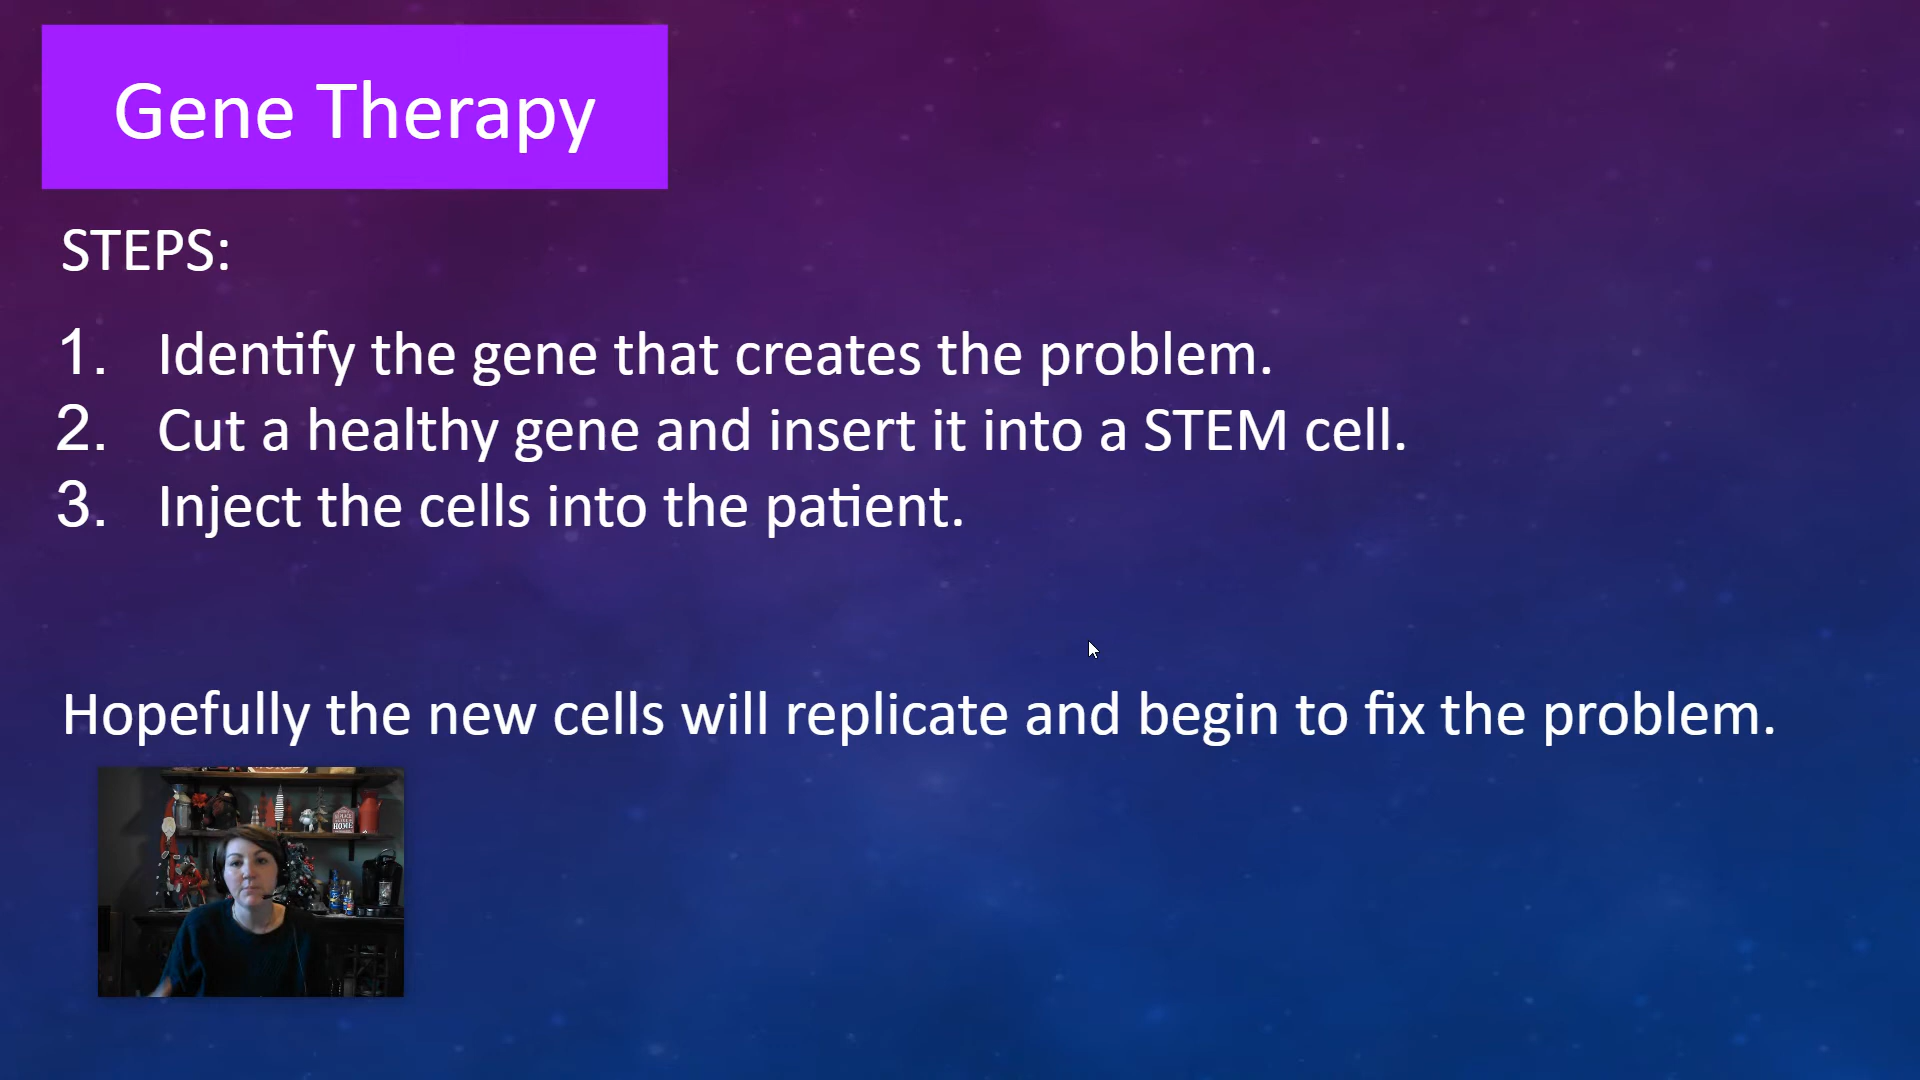 Gene Therapy
STEPS:
1. Identify the gene that creates the problem.
2. Cut a healthy gene and insert it into a STEM cell.
3. Inject the cells into the patient.
Hopefully the new cells will replicate and begin to fix the problem.
HOME